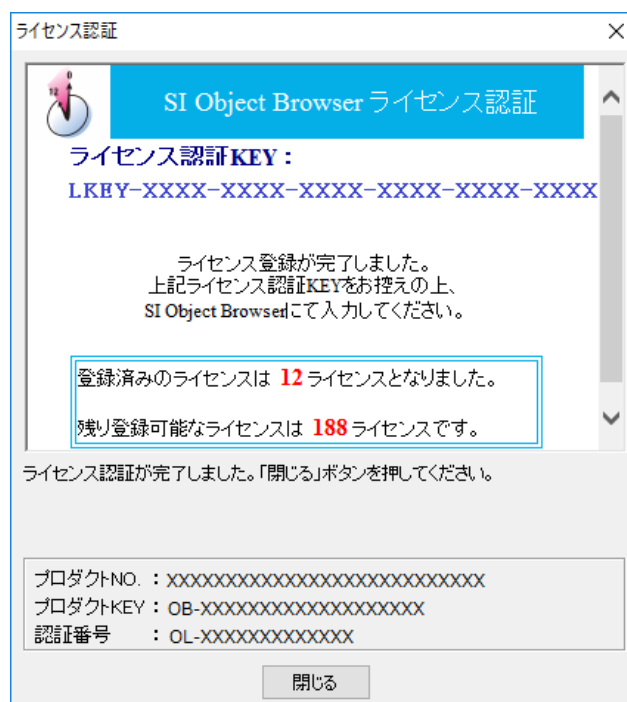 ライセンス認証
SI Object Browser ライセンス認証
ライセンス認証KEY：
LKEY-XXXX-XXXX-XXXX-XXXX-XXXX-XXXX
ライセンス登録が完了しました。
上記ライセンス認証KEYをお控えの上、
SI Object Browserにて入力してください。
登録済みのライセンスは 12 ライセンスとなりました。
残り登録可能なライセンスは 188 ライセンスです。
ライセンス認証が完了しました。「閉じる」ボタンを押してください。
プロダクトNO. ：XXXXXXXXXXXXXXXXXXXXXXXXXXX
プロダクトKEY：OB-XXXXXXXXXXXXXXXXXXX
認証番号 ：OL-XXXXXXXXXXXXX
閉じる